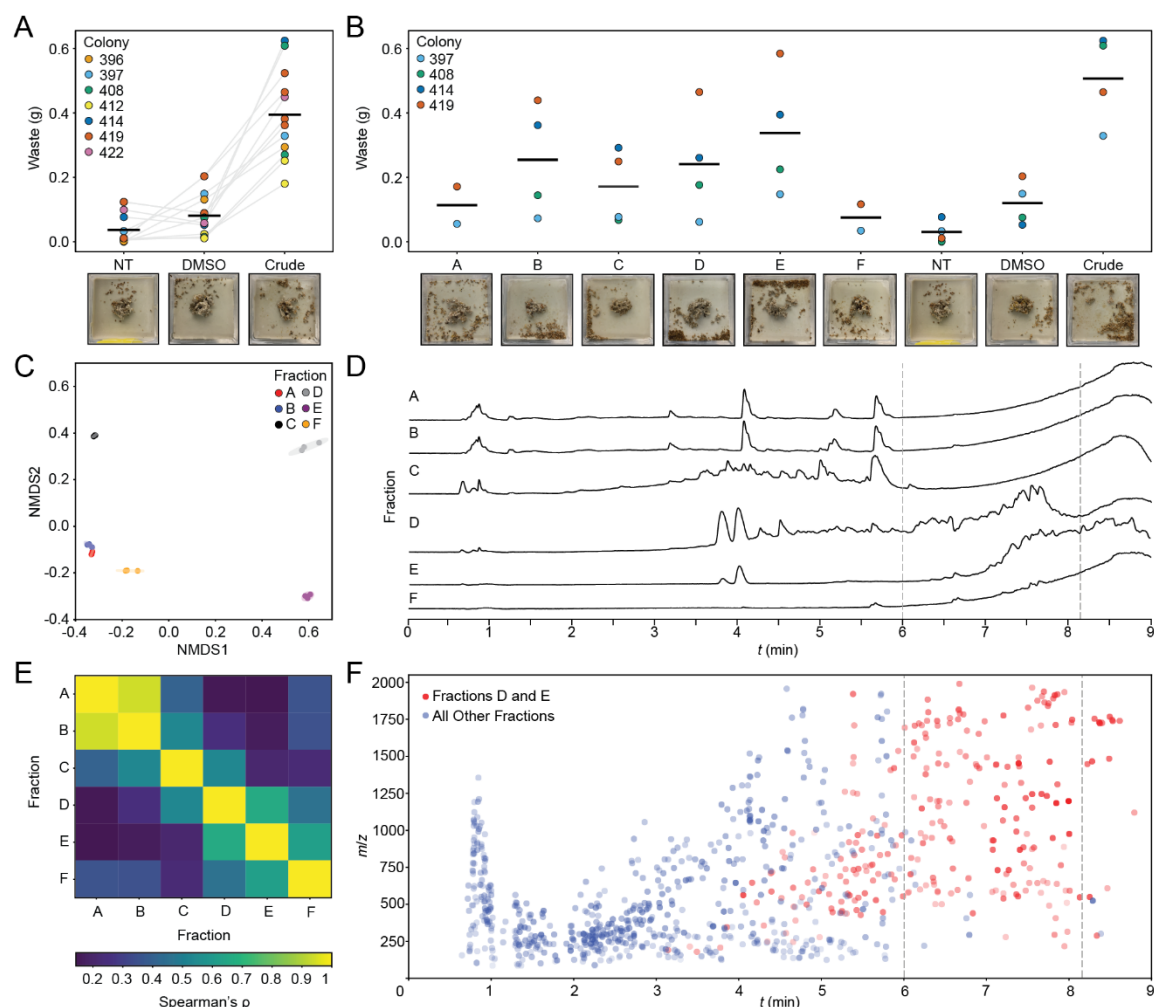 A
Colony
396
397
408
412
414
419
422
Waste (g)
0.6
0.4
0.2
0.0
NT DMSO Crude
B
Colony
397
408
414
419
Waste (g)
0.6
0.4
0.2
0.0
A B C D E F NT DMSO Crude
C
Fraction
A D
B E
C F
NMDS2
0.6
0.4
0.2
0.0
-0.2
-0.4
-0.4 -0.2 0.0 0.2 0.4 0.6
NMDS1
D
Fraction
A
B
C
D
E
F
0 1 2 3 4 5 6 7 8 9
t (min)
E
Fraction
A
B
C
D
E
F
A B C D E F
Fraction
0.2 0.3 0.4 0.5 0.6 0.7 0.8 0.9 1
Spearman's ρ
F
Fractions D and E
All Other Fractions
m/z
2000
1750
1500
1250
1000
750
500
250
0 1 2 3 4 5 6 7 8 9
t (min)